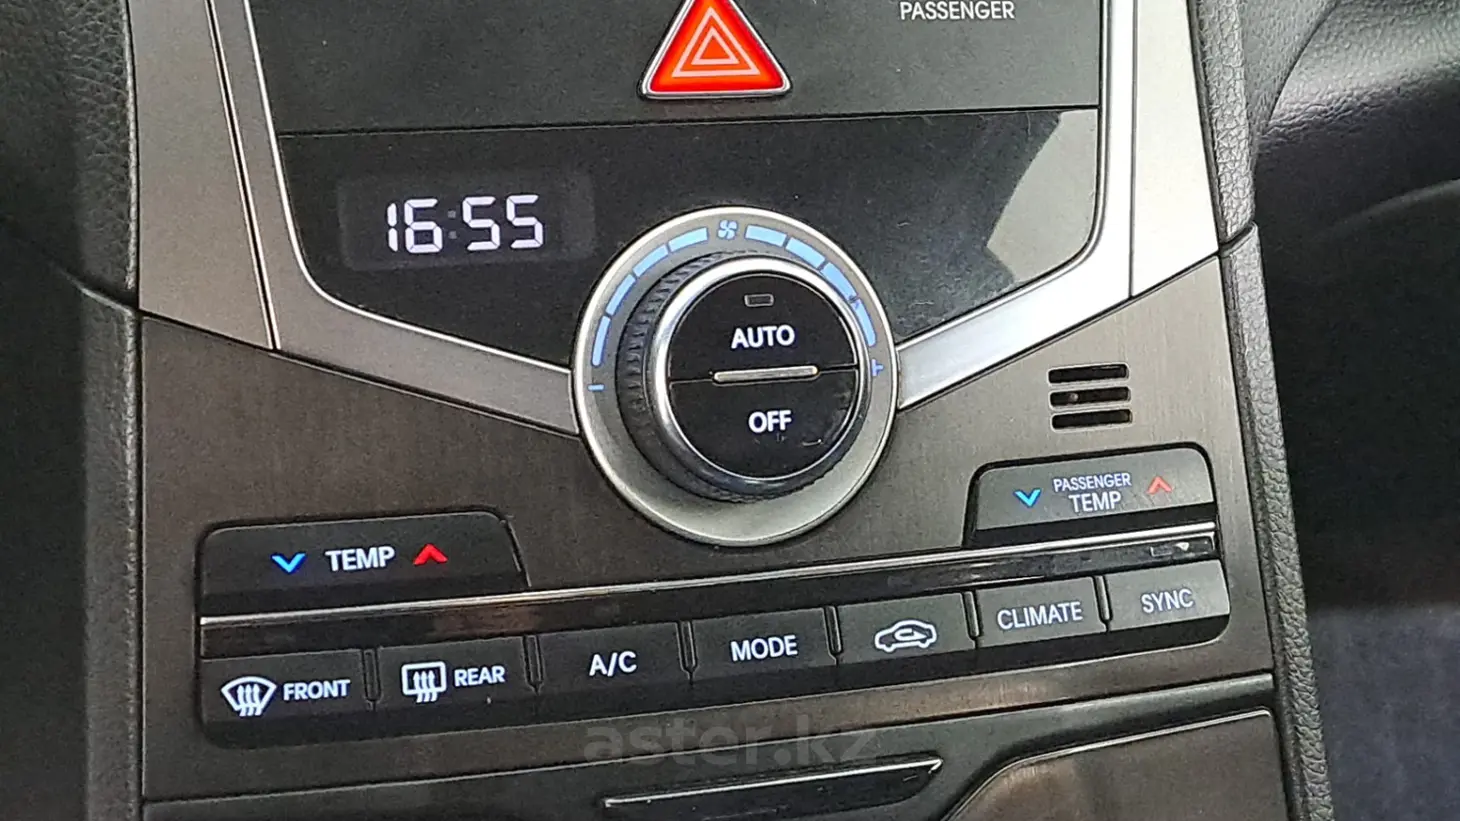 PASSENGER
16:55
AUTO
OFF
PASSENGER
TEMP
TEMP
FRONT
REAR
A/C
MODE
CLIMATE
SYNC
aster.kz